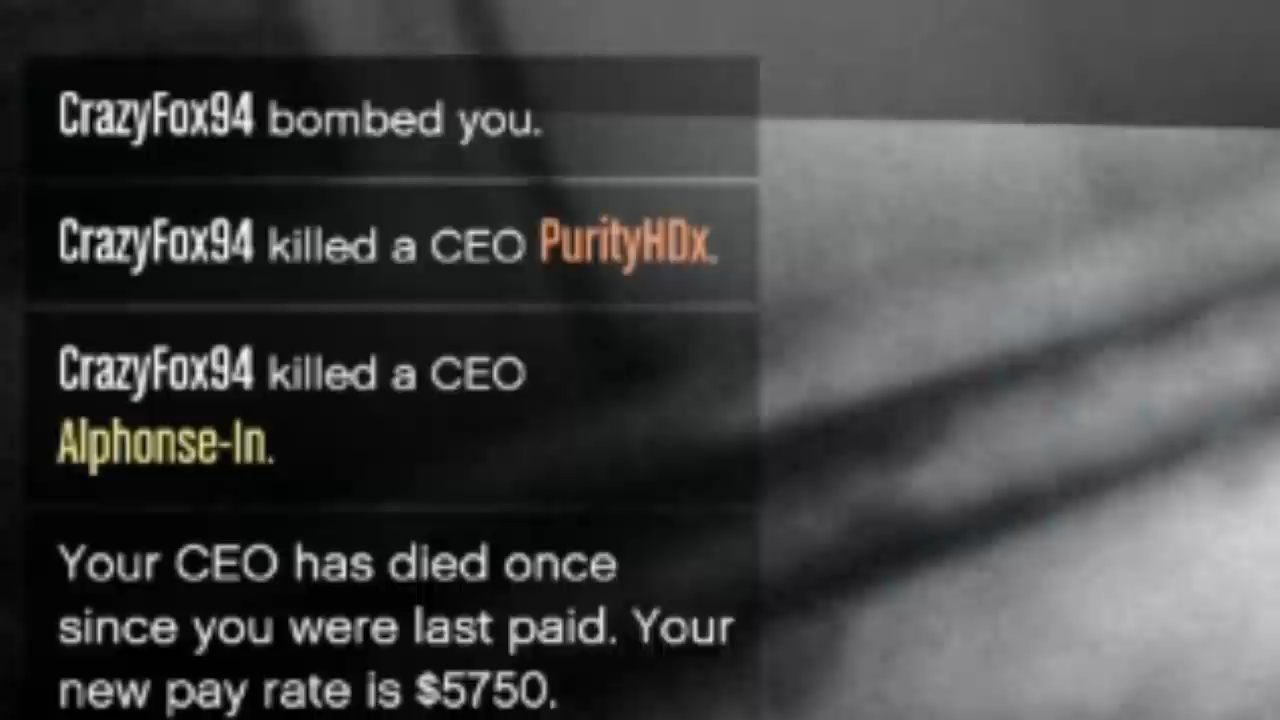 CrazyFox94 bombed you.
CrazyFox94 killed a CEO PurityHDx.
CrazyFox94 killed a CEO
Alphonse-In.
Your CEO has died once
since you were last paid. Your
new pay rate is $5750.